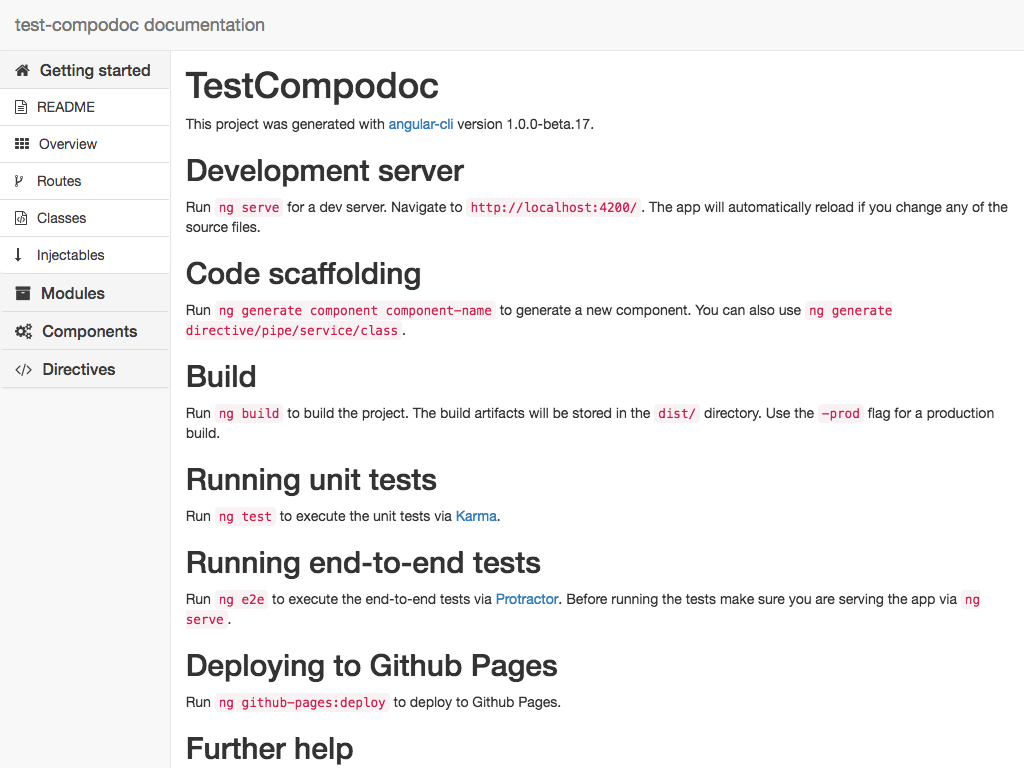 test-compodoc documentation
Getting started
README
Overview
Routes
Classes
Injectables
Modules
Components
Directives
TestCompodoc
This project was generated with angular-cli version 1.0.0-beta.17.
Development server
Run ng serve for a dev server. Navigate to http://localhost:4200/ . The app will automatically reload if you change any of the
source files.
Code scaffolding
Run ng generate component component-name to generate a new component. You can also use ng generate
directive/pipe/service/class .
Build
Run ng build to build the project. The build artifacts will be stored in the dist/ directory. Use the -prod flag for a production
build.
Running unit tests
Run ng test to execute the unit tests via Karma.
Running end-to-end tests
Run ng e2e to execute the end-to-end tests via Protractor. Before running the tests make sure you are serving the app via ng
serve .
Deploying to Github Pages
Run ng github-pages:deploy to deploy to Github Pages.
Further help